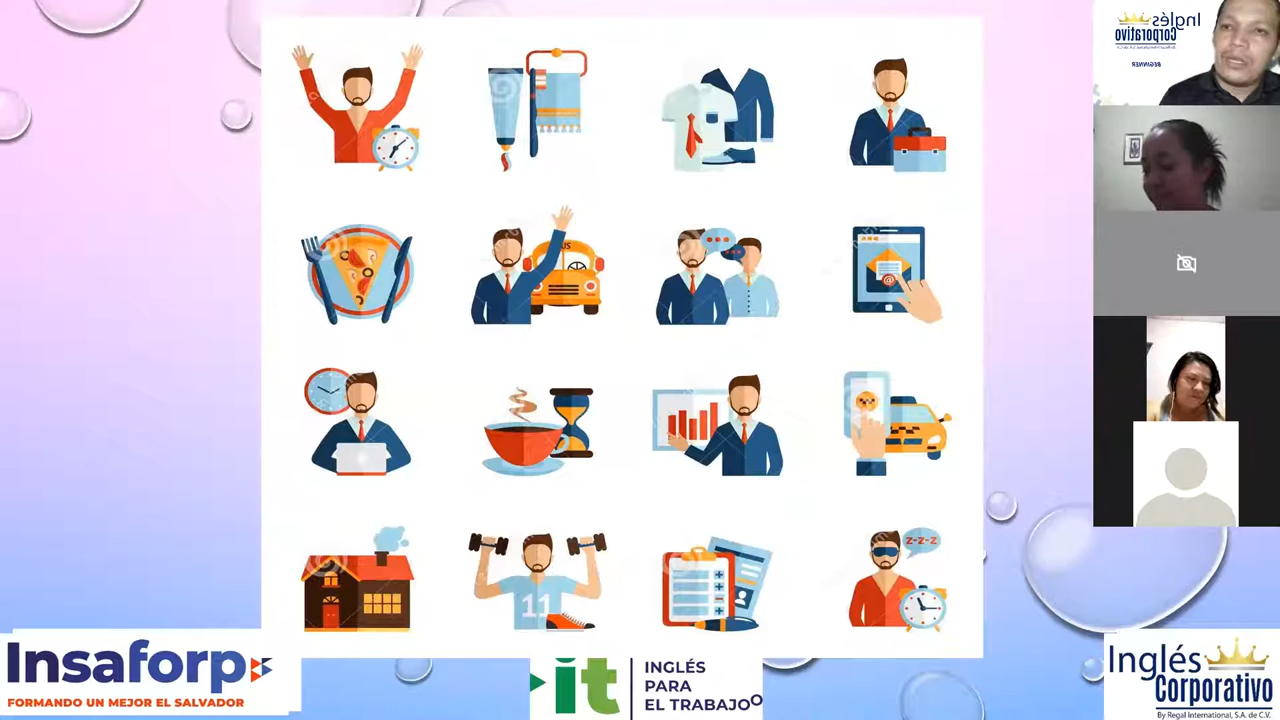 Inglés
Corporativo
BEGINNER
BUS
@
11
z-z-z
Insaforp
FORMANDO UN MEJOR EL SALVADOR
it
INGLÉS
PARA
EL TRABAJO
Inglés
Corporativo
By Regal International, S.A. de C.V.